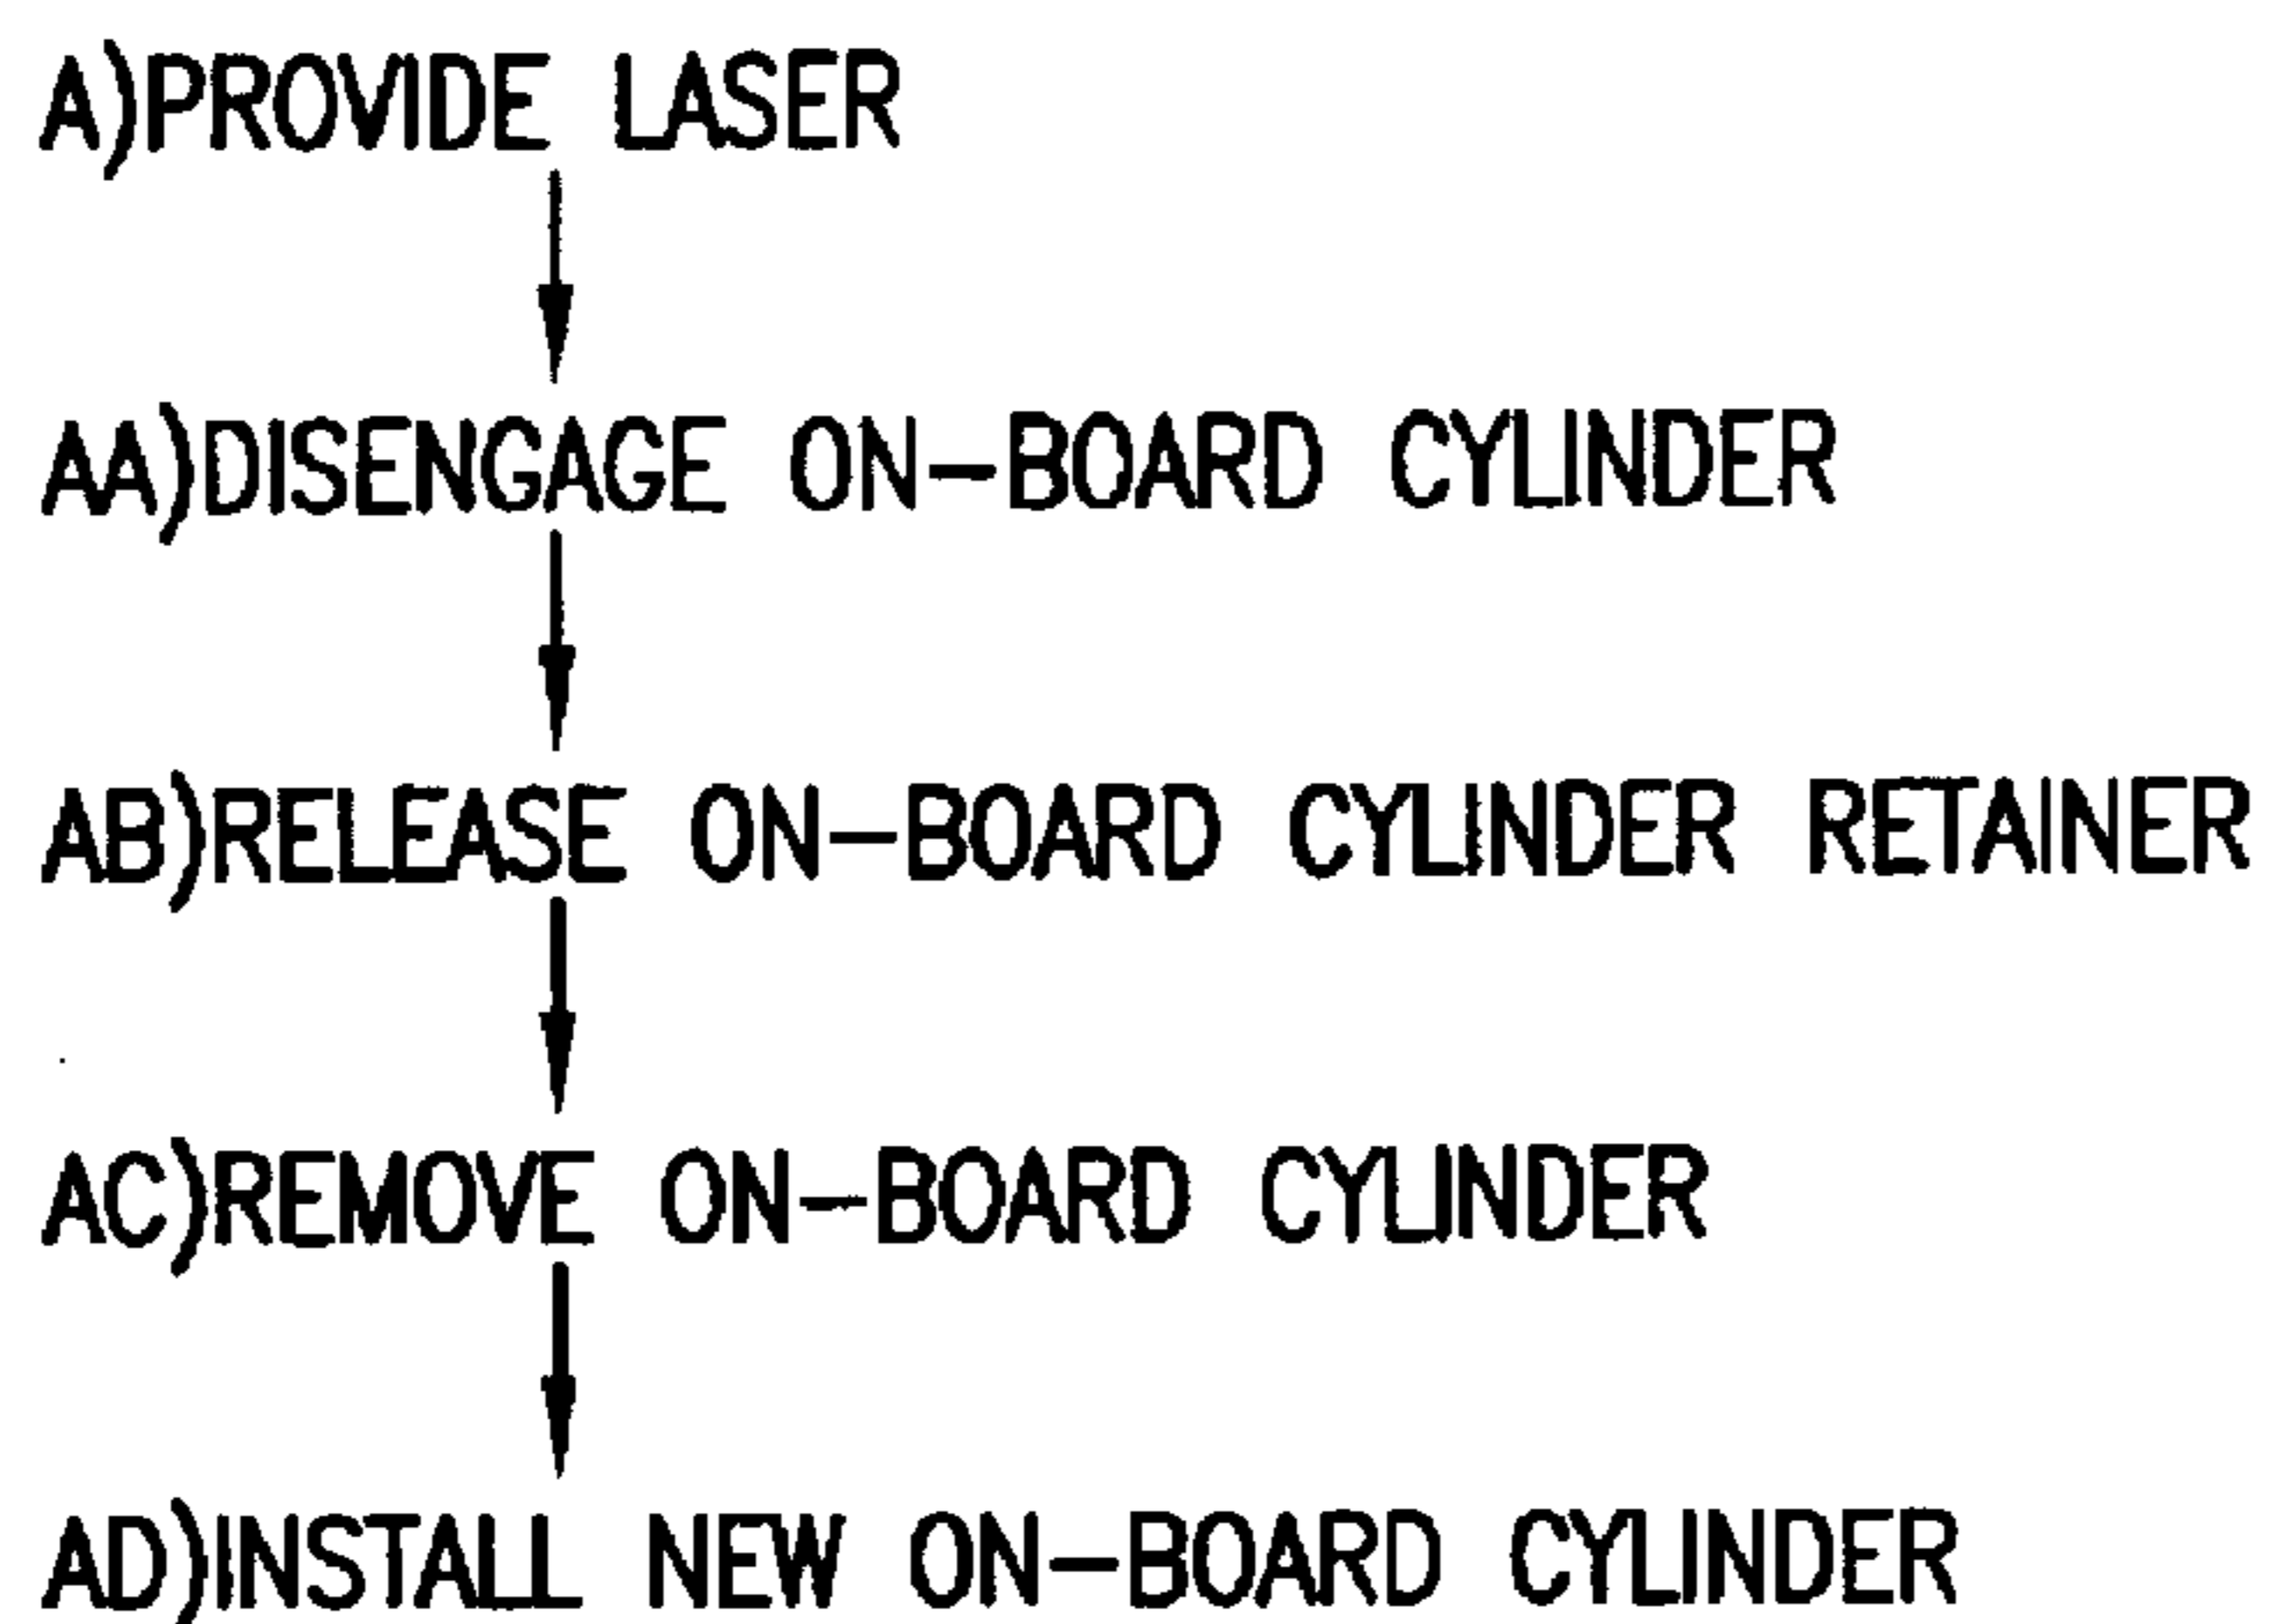 A)PROVIDE LASER
AA)DISENGAGE ON-BOARD CYLINDER
AB)RELEASE ON-BOARD CYLINDER RETAINER
AC)REMOVE ON-BOARD CYLINDER
AD)INSTALL NEW ON-BOARD CYLINDER